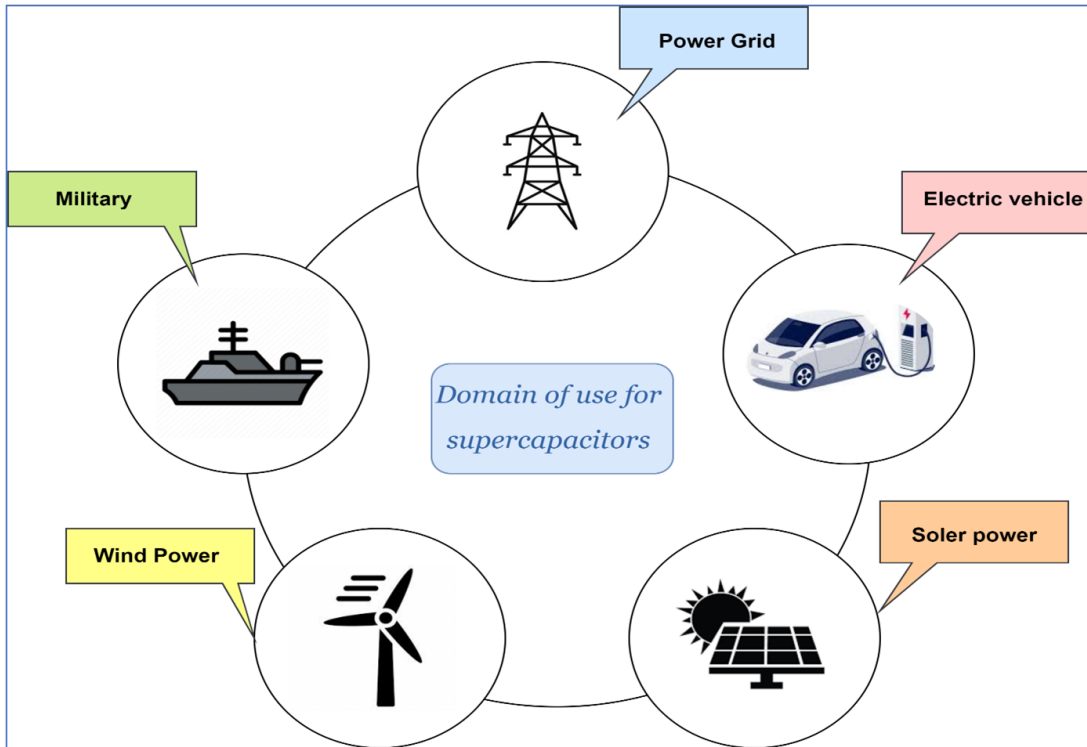 Power Grid
Military
Electric vehicle
Domain of use for
supercapacitors
Wind Power
Soler power